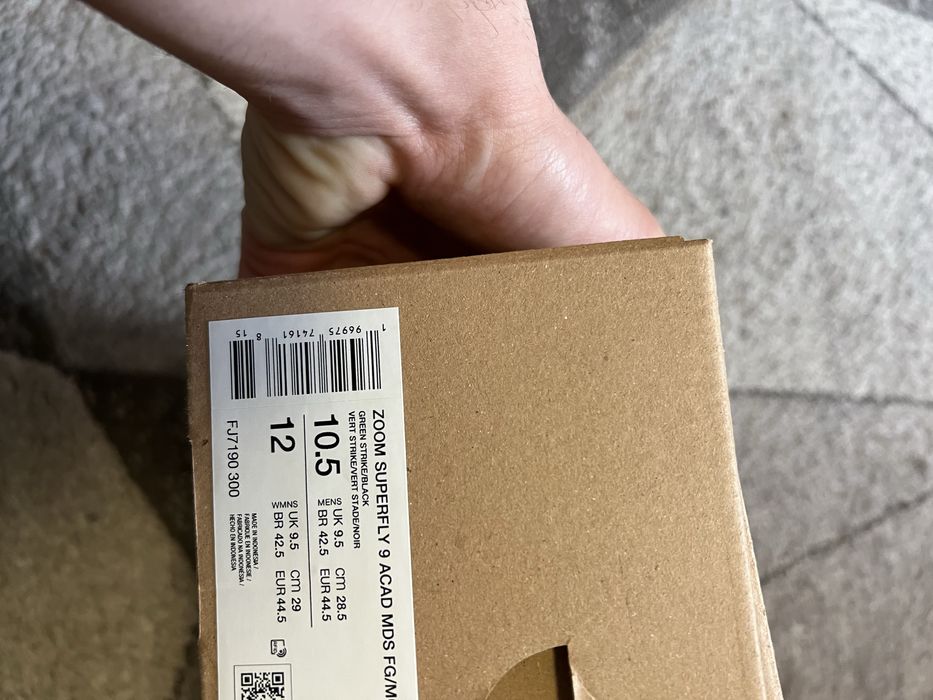 1 96975 74161 8 15
ZOOM SUPERFLY 9 ACAD MDS FG/M
GREEN STRIKE/BLACK
VERT STRIKE/VERT STADE/NOIR
10.5 MENS UK 9.5 cm 28.5
BR 42.5 EUR 44.5
12 WMNS UK 9.5 cm 29
BR 42.5 EUR 44.5
FJ7190 300
MADE IN INDONESIA /
FABRIQUE EN INDONESIE /
FABRICADO NA INDONÉSIA /
HECHO EN INDONESIA